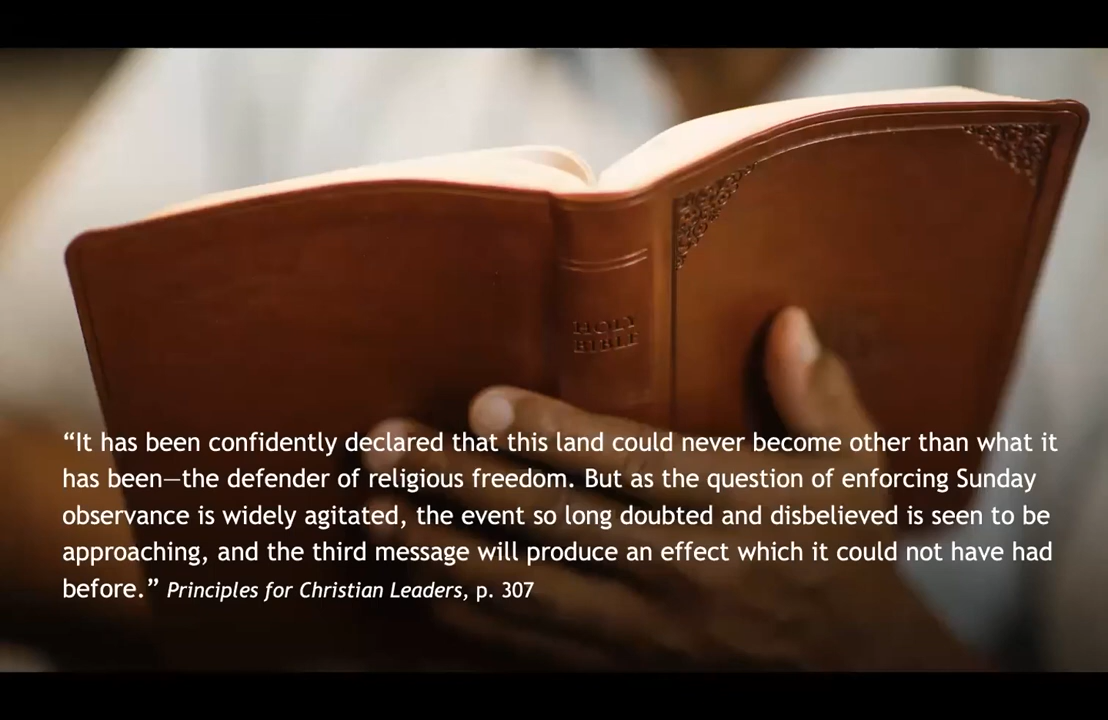 HOLY
BIBLE
“It has been confidently declared that this land could never become other than what it
has been—the defender of religious freedom. But as the question of enforcing Sunday
observance is widely agitated, the event so long doubted and disbelieved is seen to be
approaching, and the third message will produce an effect which it could not have had
before.” Principles for Christian Leaders, p. 307